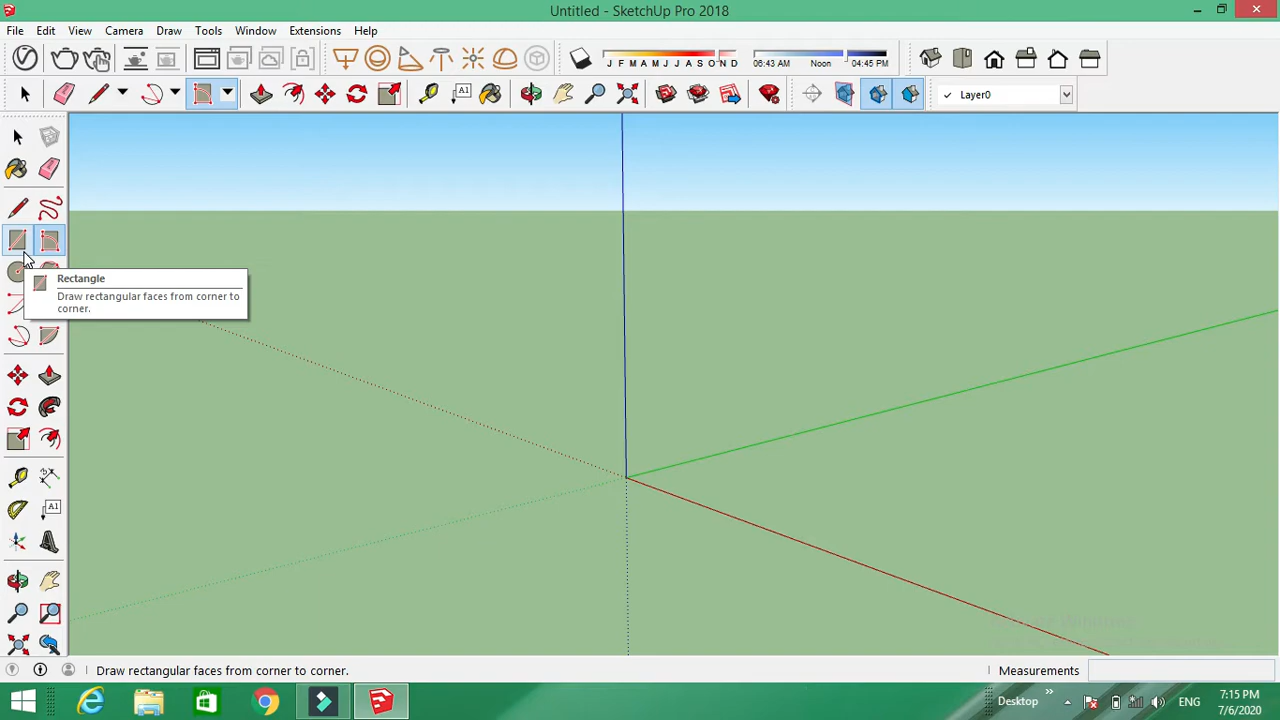 Untitled - SketchUp Pro 2018
File Edit View Camera Draw Tools Window Extensions Help
J F M A M J J A S O N D
06:43 AM Noon 04:45 PM
A1
Layer0
Rectangle
Draw rectangular faces from corner to
corner.
A1
Draw rectangular faces from corner to corner.
Measurements
Desktop
ENG
7:15 PM
7/6/2020